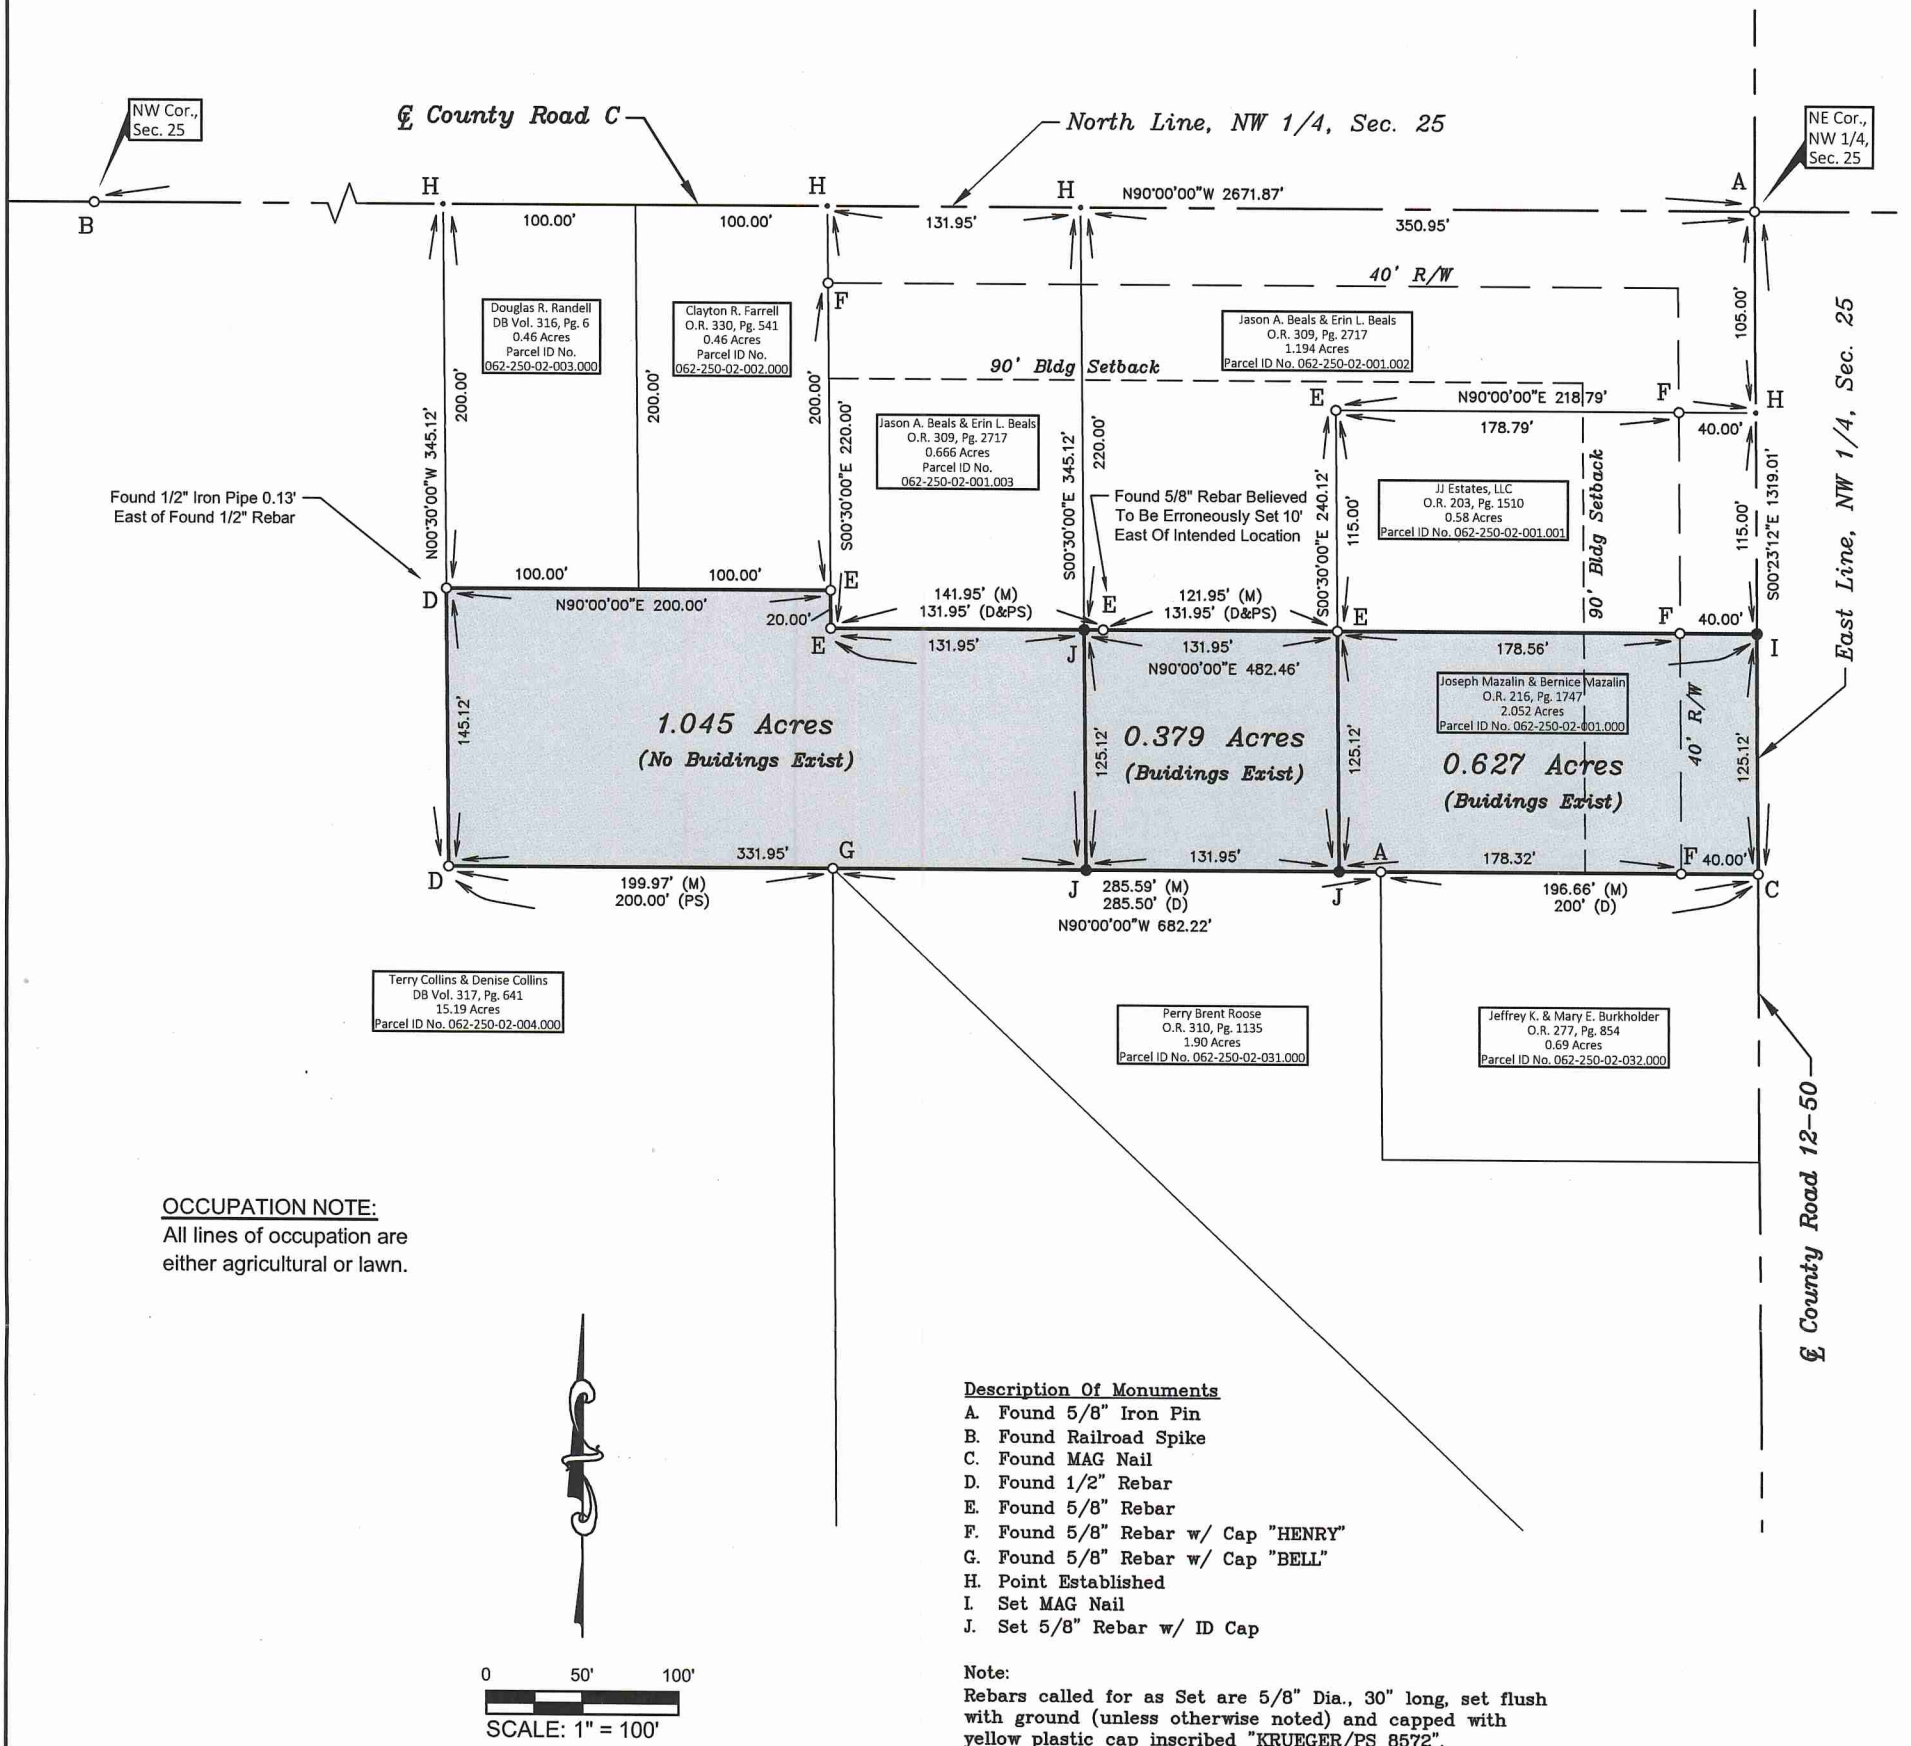 NW Cor.,
Sec. 25
℄ County Road C
North Line, NW 1/4, Sec. 25
NE Cor.,
NW 1/4,
Sec. 25
B
H
H
H
N90°00'00"W 2671.87'
A
100.00'
100.00'
131.95'
350.95'
40' R/W
F
Douglas R. Randell
DB Vol. 316, Pg. 6
0.46 Acres
Parcel ID No.
062-250-02-003.000
Clayton R. Farrell
O.R. 330, Pg. 541
0.46 Acres
Parcel ID No.
062-250-02-002.000
Jason A. Beals & Erin L. Beals
O.R. 309, Pg. 2717
1.194 Acres
Parcel ID No. 062-250-02-001.002
105.00'
East Line, NW 1/4, Sec. 25
90' Bldg Setback
N00°30'00"W 345.12'
200.00'
200.00'
200.00'
S00°30'00"E 220.00'
Jason A. Beals & Erin L. Beals
O.R. 309, Pg. 2717
0.666 Acres
Parcel ID No.
062-250-02-001.003
S00°30'00"E 345.12'
220.00'
E
N90°00'00"E 218.79'
F
H
178.79'
40.00'
S00°30'00"E 240.12'
115.00'
JJ Estates, LLC
O.R. 203, Pg. 1510
0.58 Acres
Parcel ID No. 062-250-02-001.001
90' Bldg Setback
115.00'
S00°23'12"E 1319.01'
Found 1/2" Iron Pipe 0.13'
East of Found 1/2" Rebar
Found 5/8" Rebar Believed
To Be Erroneously Set 10'
East Of Intended Location
D
100.00'
100.00'
N90°00'00"E 200.00'
E
20.00'
E
141.95' (M)
131.95' (D&PS)
131.95'
J
E
121.95' (M)
131.95' (D&PS)
131.95'
N90°00'00"E 482.46'
E
178.56'
F
40.00'
I
145.12'
1.045 Acres
(No Buidings Exist)
125.12'
0.379 Acres
(Buidings Exist)
125.12'
Joseph Mazalin & Bernice Mazalin
O.R. 216, Pg. 1747
2.052 Acres
Parcel ID No. 062-250-02-001.000
0.627 Acres
(Buidings Exist)
40' R/W
125.12'
D
331.95'
G
J
131.95'
J
A
178.32'
F
40.00'
C
199.97' (M)
200.00' (PS)
285.59' (M)
285.50' (D)
196.66' (M)
200' (D)
N90°00'00"W 682.22'
Terry Collins & Denise Collins
DB Vol. 317, Pg. 641
15.19 Acres
Parcel ID No. 062-250-02-004.000
Perry Brent Roose
O.R. 310, Pg. 1135
1.90 Acres
Parcel ID No. 062-250-02-031.000
Jeffrey K. & Mary E. Burkholder
O.R. 277, Pg. 854
0.69 Acres
Parcel ID No. 062-250-02-032.000
℄ County Road 12-50
OCCUPATION NOTE:
All lines of occupation are
either agricultural or lawn.
Description Of Monuments
A. Found 5/8" Iron Pin
B. Found Railroad Spike
C. Found MAG Nail
D. Found 1/2" Rebar
E. Found 5/8" Rebar
F. Found 5/8" Rebar w/ Cap "HENRY"
G. Found 5/8" Rebar w/ Cap "BELL"
H. Point Established
I. Set MAG Nail
J. Set 5/8" Rebar w/ ID Cap
0 50' 100'
SCALE: 1" = 100'
Note:
Rebars called for as Set are 5/8" Dia., 30" long, set flush
with ground (unless otherwise noted) and capped with
yellow plastic cap inscribed "KRUEGER/PS 8572".